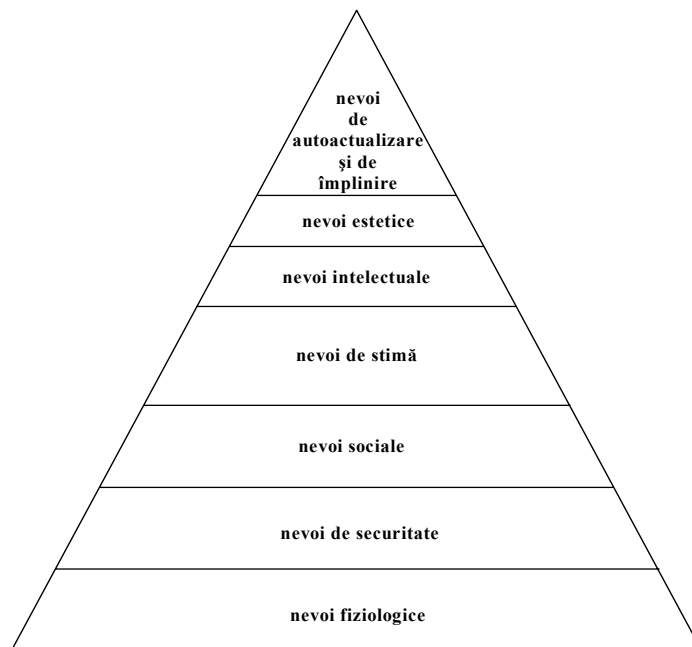 nevoi
de
autoactualizare
şi de
împlinire
nevoi estetice
nevoi intelectuale
nevoi de stimă
nevoi sociale
nevoi de securitate
nevoi fiziologice